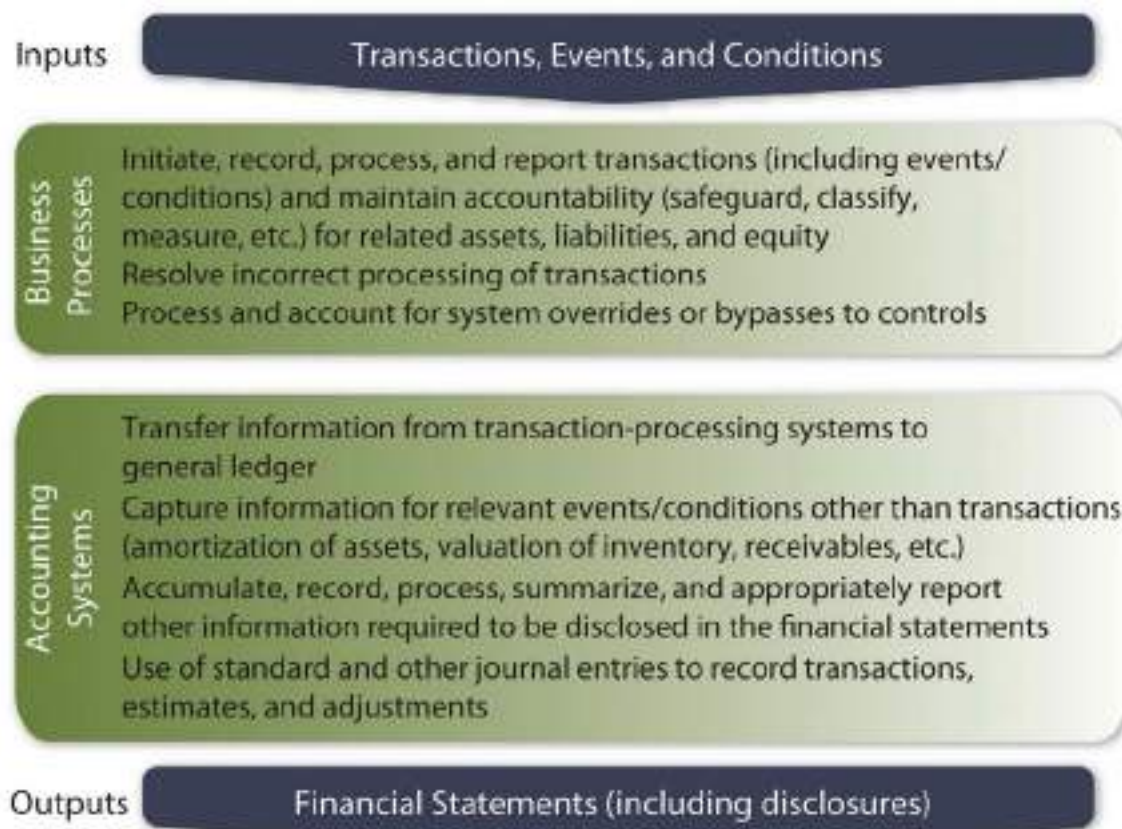 Inputs
Transactions, Events, and Conditions
Business
Processes
Initiate, record, process, and report transactions (including events/
conditions) and maintain accountability (safeguard, classify,
measure, etc.) for related assets, liabilities, and equity
Resolve incorrect processing of transactions
Process and account for system overrides or bypasses to controls
Accounting
Systems
Transfer information from transaction-processing systems to
general ledger
Capture information for relevant events/conditions other than transactions
(amortization of assets, valuation of inventory, receivables, etc.)
Accumulate, record, process, summarize, and appropriately report
other information required to be disclosed in the financial statements
Use of standard and other journal entries to record transactions,
estimates, and adjustments
Outputs
Financial Statements (including disclosures)